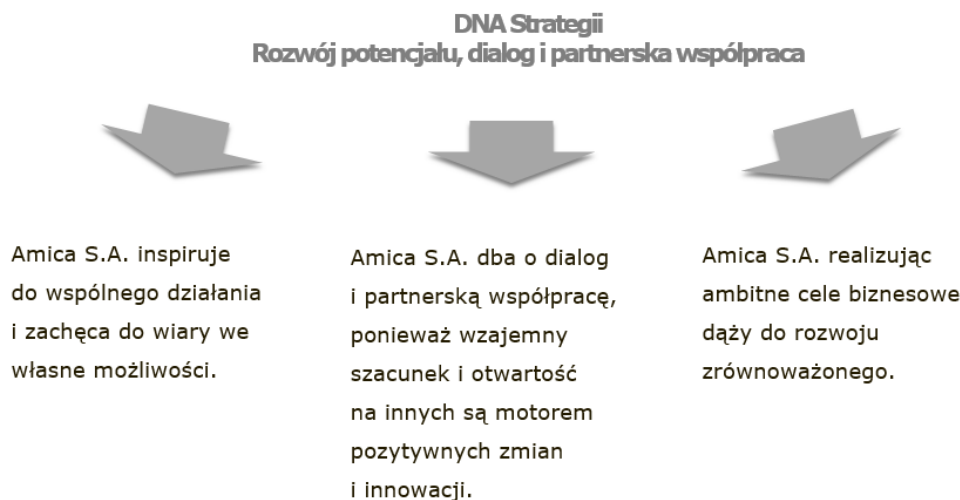 DNA Strategii
Rozwój potencjału, dialog i partnerska współpraca
Amica S.A. inspiruje
do wspólnego działania
i zachęca do wiary we
własne możliwości.
Amica S.A. dba o dialog
i partnerską współpracę,
ponieważ wzajemny
szacunek i otwartość
na innych są motorem
pozytywnych zmian
i innowacji.
Amica S.A. realizując
ambitne cele biznesowe
dąży do rozwoju
zrównoważonego.